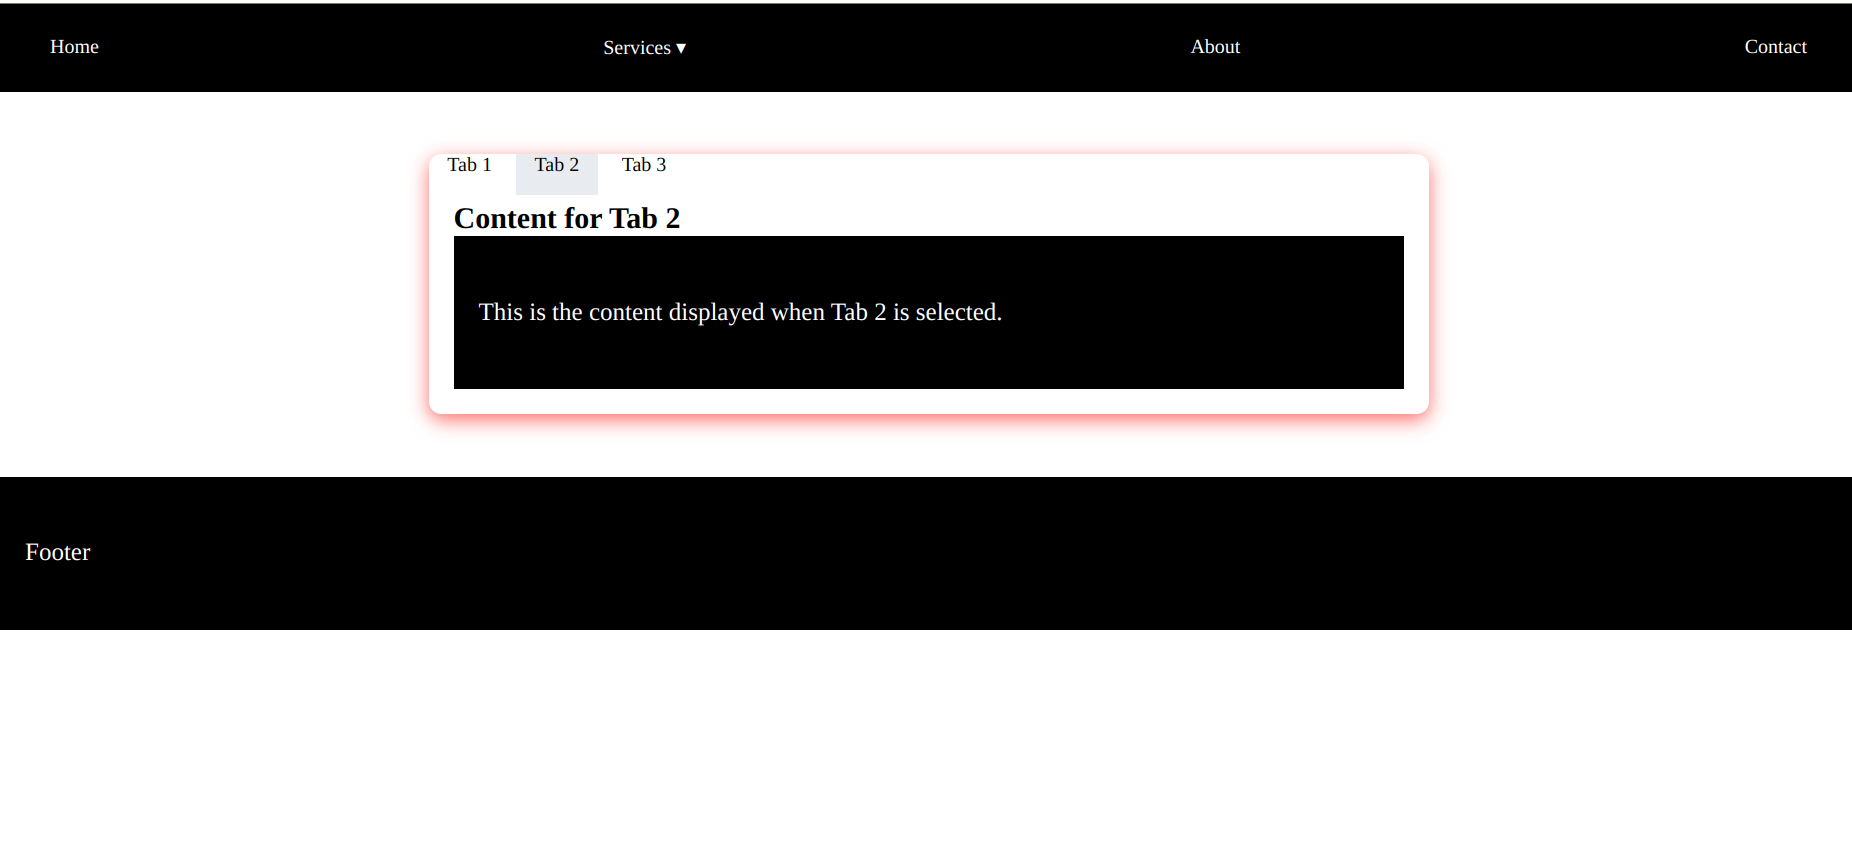 Home Services ▾ About Contact
Tab 1 Tab 2 Tab 3
Content for Tab 2
This is the content displayed when Tab 2 is selected.
Footer